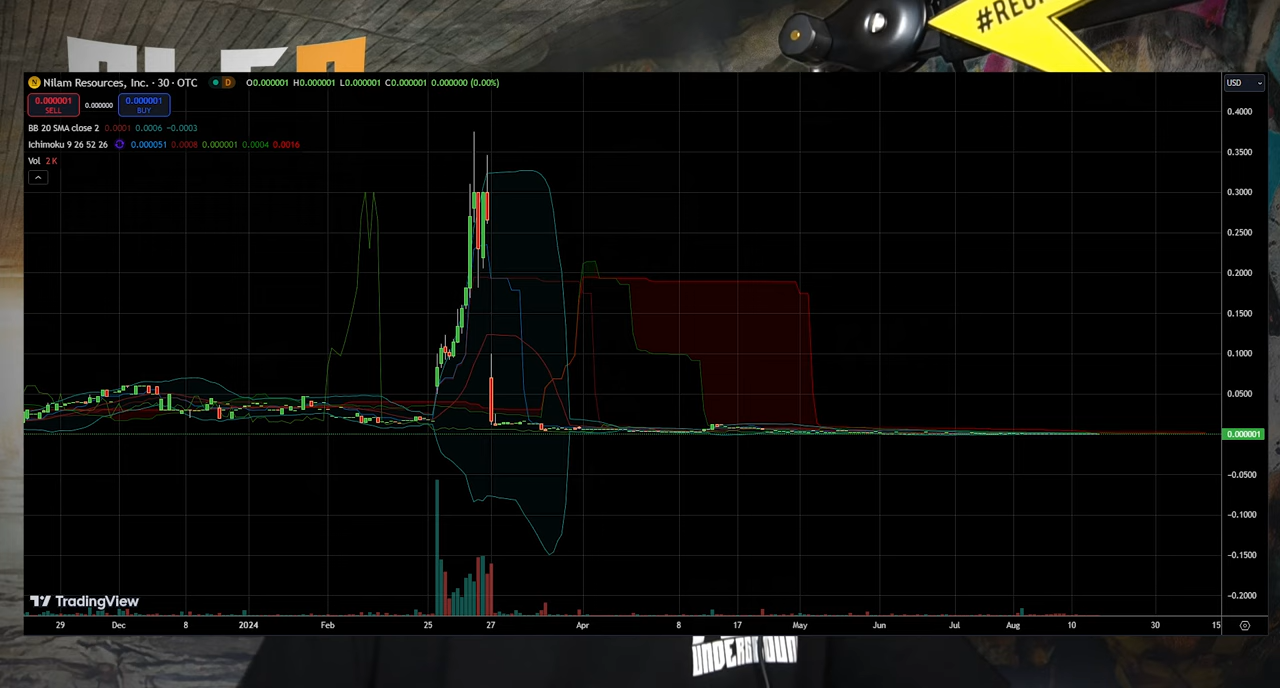 #REU
Nilam Resources, Inc. · 30 · OTC D O0.000001 H0.000001 L0.000001 C0.000001 0.000000 (0.00%)
USD
0.000001
SELL
0.000000
0.000001
BUY
BB 20 SMA close 2 0.0001 0.0006 −0.0003
Ichimoku 9 26 52 26 0.000051 0.0008 0.000001 0.0004 0.0016
Vol 2 K
0.4000
0.3500
0.3000
0.2500
0.2000
0.1500
0.1000
0.0500
0.000001
−0.0500
−0.1000
−0.1500
−0.2000
TradingView
29 Dec 8 2024 Feb 25 27 Apr 8 17 May Jun Jul Aug 10 30 15
UNDERGROUND